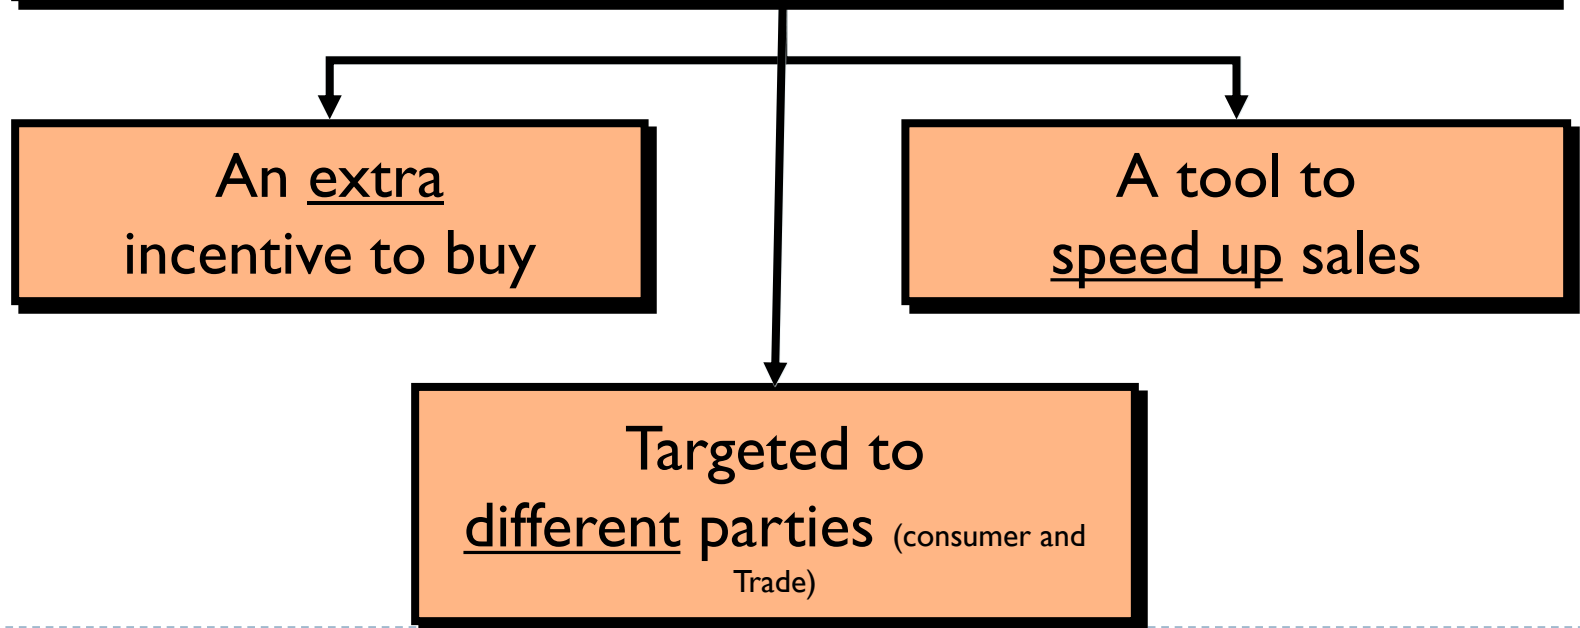 An extra
incentive to buy
A tool to
speed up sales
Targeted to
different parties (consumer and
Trade)